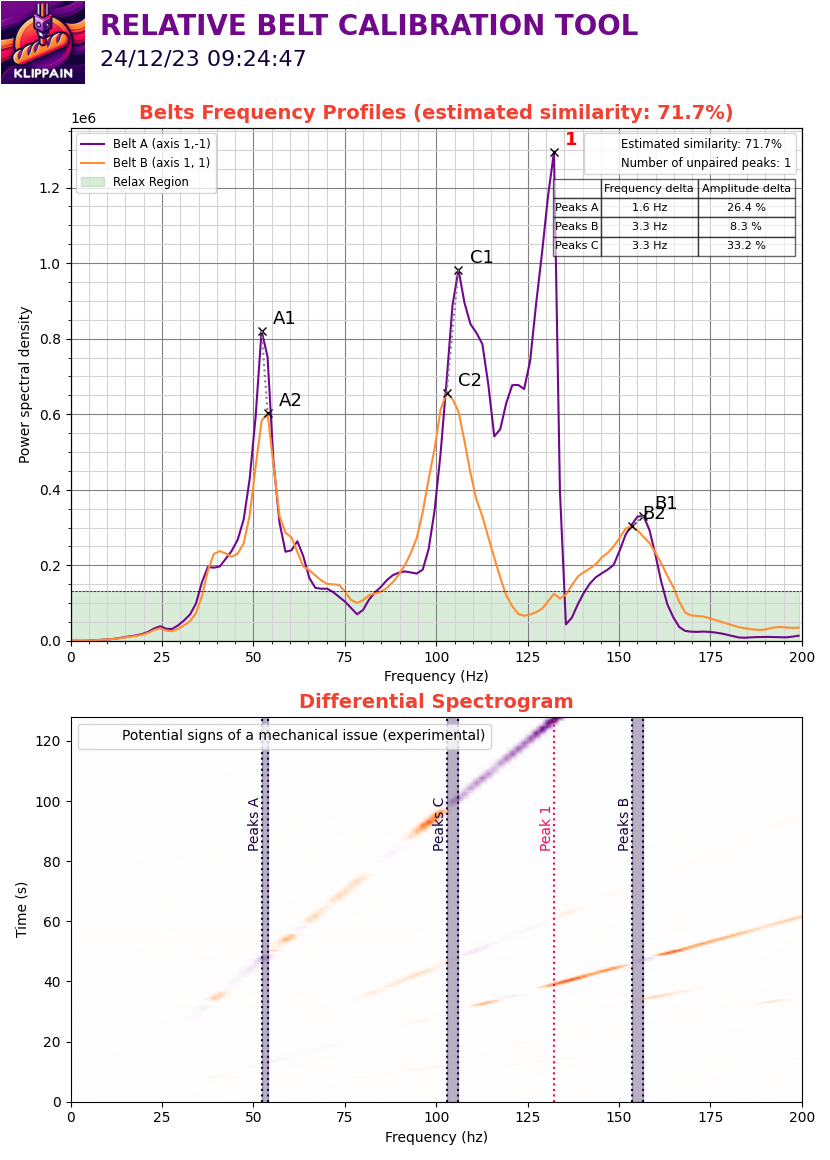 KLIPPAIN
RELATIVE BELT CALIBRATION TOOL
24/12/23 09:24:47
Belts Frequency Profiles (estimated similarity: 71.7%)
1e6
Belt A (axis 1,-1)
Belt B (axis 1, 1)
Relax Region
1
Estimated similarity: 71.7%
Number of unpaired peaks: 1
Frequency delta Amplitude delta
Peaks A 1.6 Hz 26.4 %
Peaks B 3.3 Hz 8.3 %
Peaks C 3.3 Hz 33.2 %
A1
A2
C1
C2
B1
B2
1.2
1.0
0.8
0.6
0.4
0.2
0.0
Power spectral density
0 25 50 75 100 125 150 175 200
Frequency (Hz)
Differential Spectrogram
Potential signs of a mechanical issue (experimental)
Peaks A
Peaks C
Peak 1
Peaks B
120
100
80
60
40
20
0
Time (s)
0 25 50 75 100 125 150 175 200
Frequency (hz)